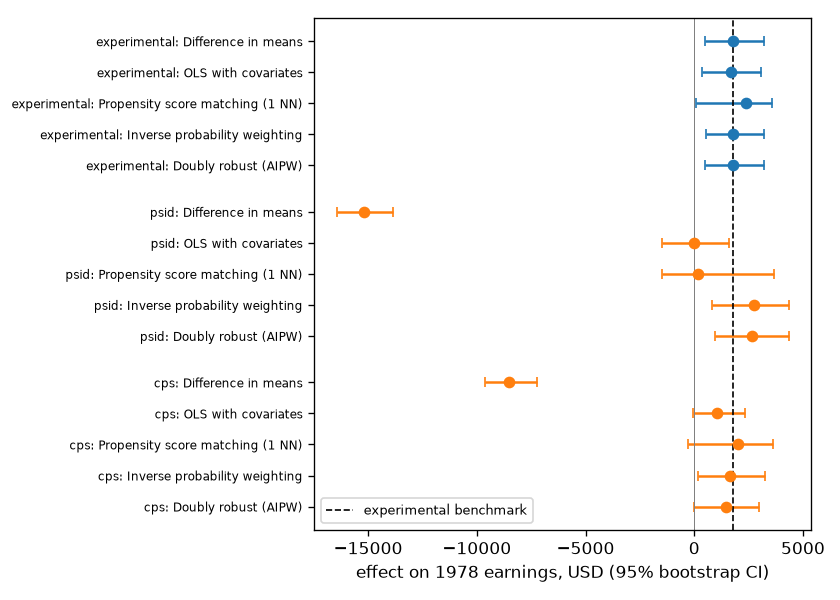 experimental: Difference in means
experimental: OLS with covariates
experimental: Propensity score matching (1 NN)
experimental: Inverse probability weighting
experimental: Doubly robust (AIPW)
psid: Difference in means
psid: OLS with covariates
psid: Propensity score matching (1 NN)
psid: Inverse probability weighting
psid: Doubly robust (AIPW)
cps: Difference in means
cps: OLS with covariates
cps: Propensity score matching (1 NN)
cps: Inverse probability weighting
cps: Doubly robust (AIPW)
experimental benchmark
−15000 −10000 −5000 0 5000
effect on 1978 earnings, USD (95% bootstrap CI)